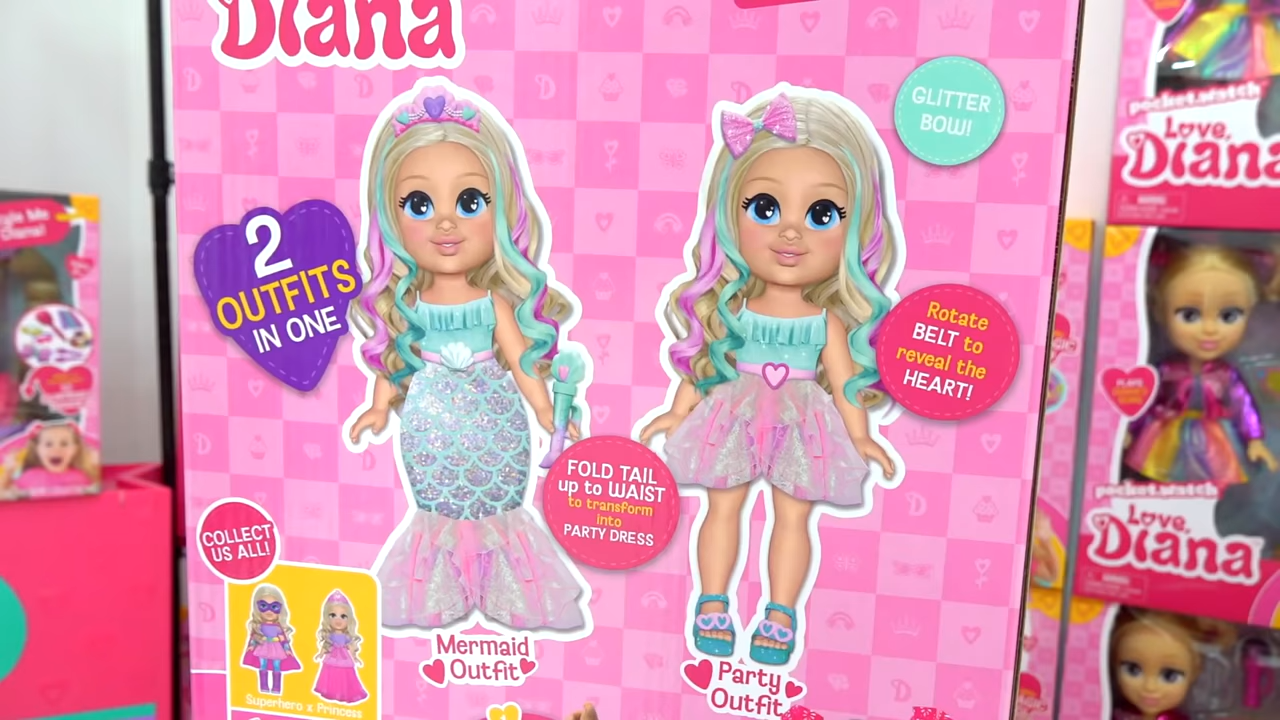 Diana
GLITTER
BOW!
2
OUTFITS
IN ONE
Rotate
BELT to
reveal the
HEART!
FOLD TAIL
up to WAIST
to transform
into
PARTY DRESS
COLLECT
US ALL!
Superhero x Princess
Mermaid
Outfit
Party
Outfit
pocket.watch
Love,
Diana
pocket.watch
Love,
Diana